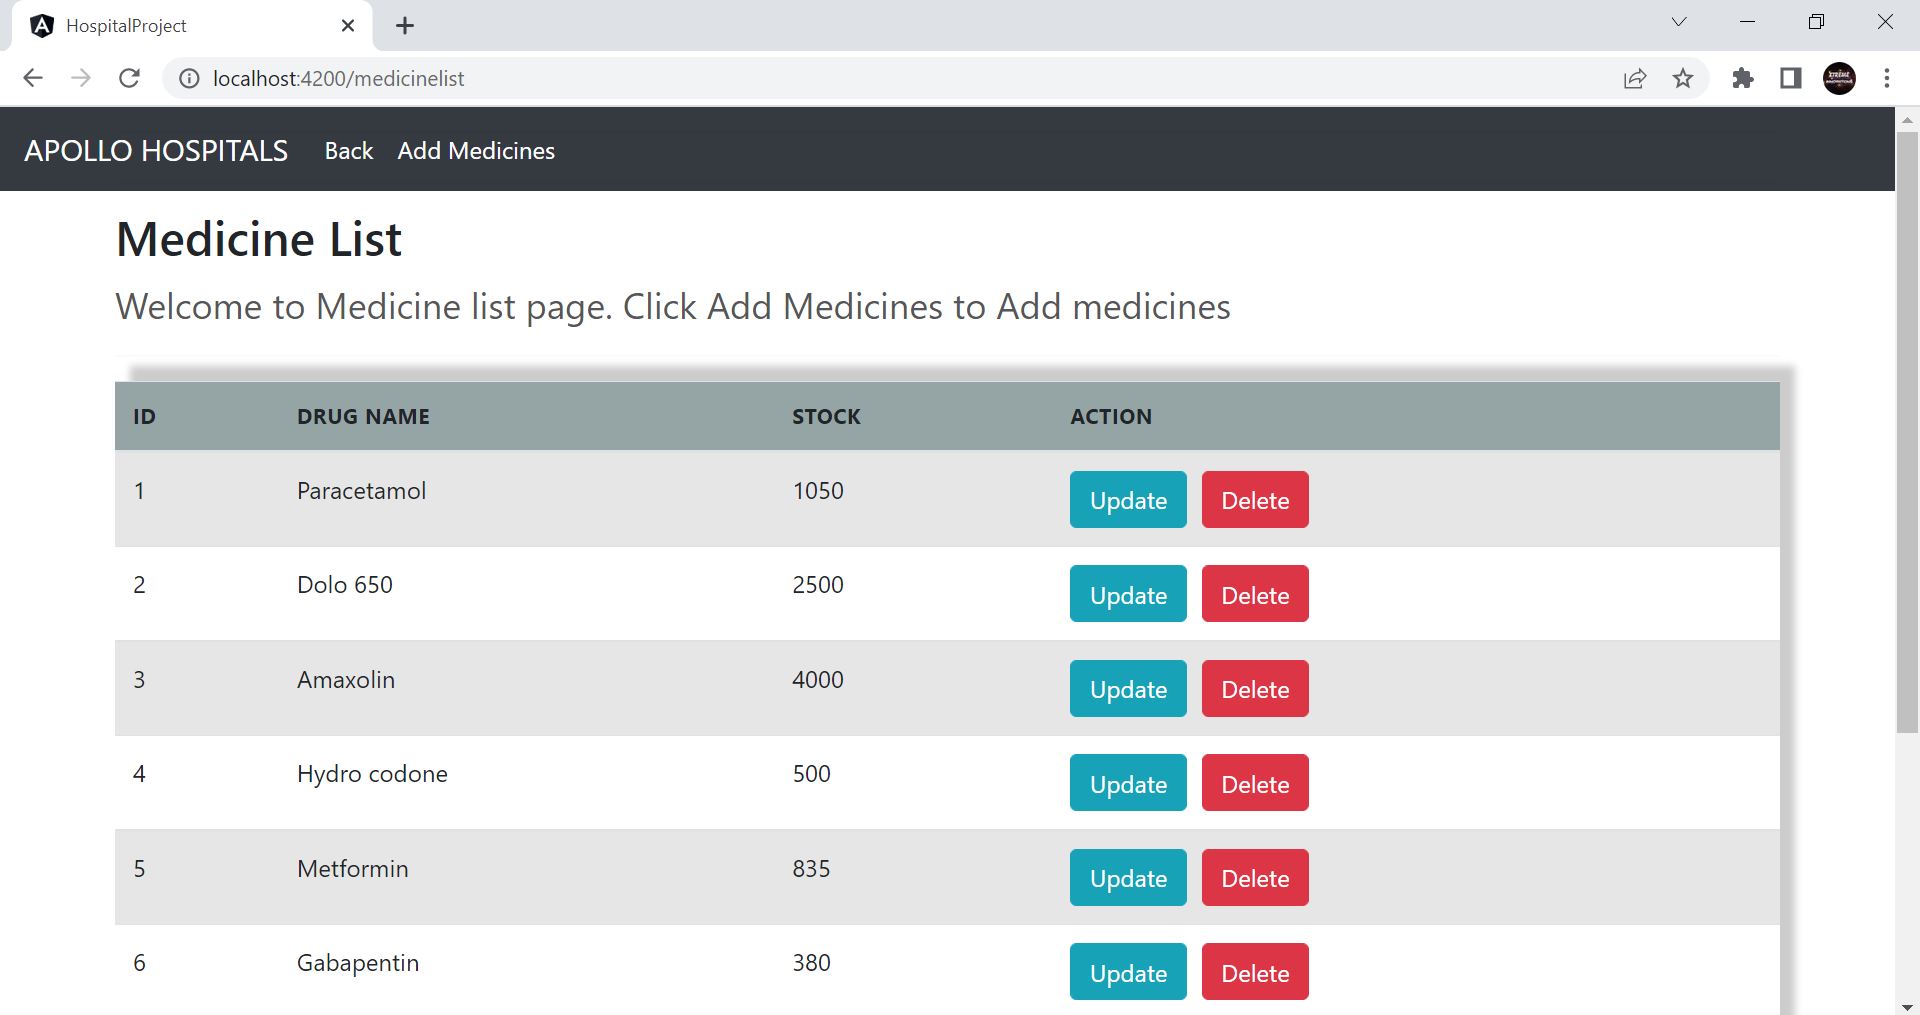 HospitalProject
localhost:4200/medicinelist
APOLLO HOSPITALS Back Add Medicines
Medicine List
Welcome to Medicine list page. Click Add Medicines to Add medicines
ID DRUG NAME STOCK ACTION
1 Paracetamol 1050 Update Delete
2 Dolo 650 2500 Update Delete
3 Amaxolin 4000 Update Delete
4 Hydro codone 500 Update Delete
5 Metformin 835 Update Delete
6 Gabapentin 380 Update Delete